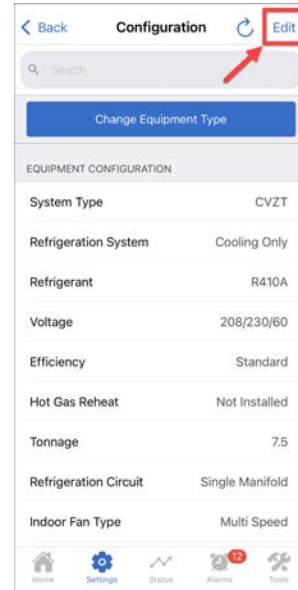 Back Configuration Edit
Search
Change Equipment Type
EQUIPMENT CONFIGURATION
System Type CVZT
Refrigeration System Cooling Only
Refrigerant R410A
Voltage 208/230/60
Efficiency Standard
Hot Gas Reheat Not Installed
Tonnage 7.5
Refrigeration Circuit Single Manifold
Indoor Fan Type Multi Speed
12
Home Settings Status Alarms Tools